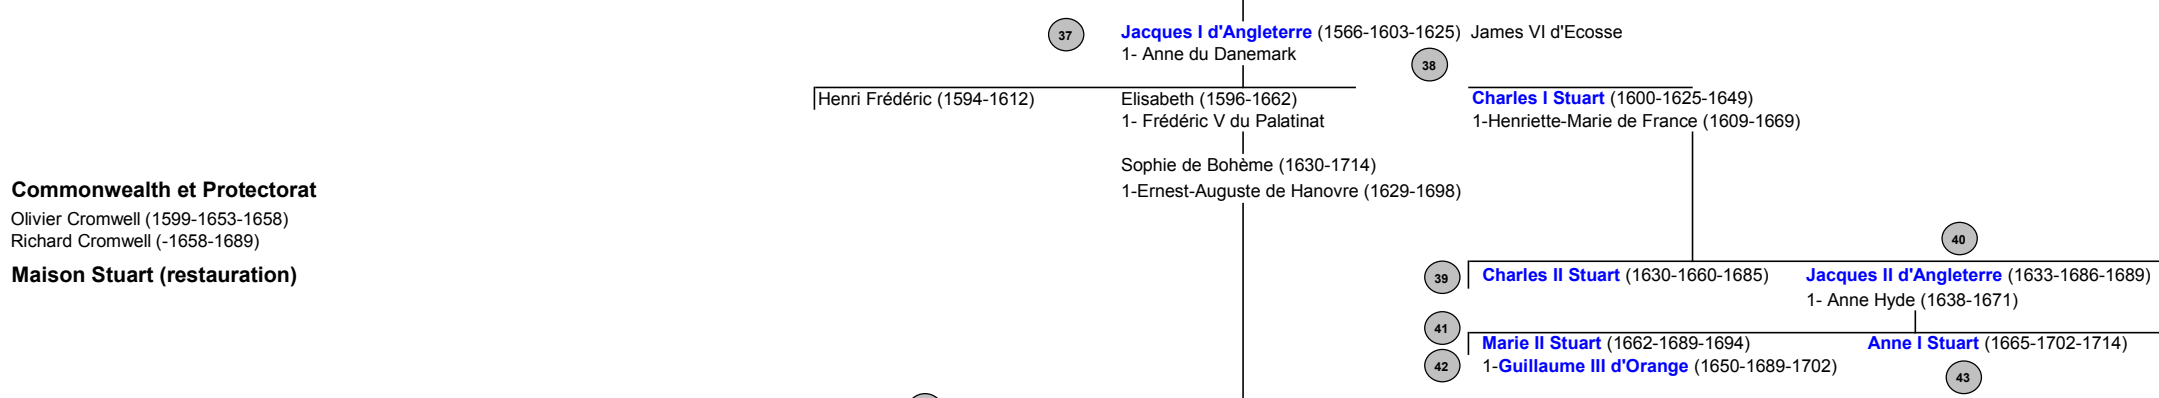 37
Jacques I d'Angleterre (1566-1603-1625) James VI d'Ecosse
1- Anne du Danemark
38
Henri Frédéric (1594-1612)
Elisabeth (1596-1662)
1- Frédéric V du Palatinat
Charles I Stuart (1600-1625-1649)
1-Henriette-Marie de France (1609-1669)
Sophie de Bohème (1630-1714)
1-Ernest-Auguste de Hanovre (1629-1698)
Commonwealth et Protectorat
Olivier Cromwell (1599-1653-1658)
Richard Cromwell (-1658-1689)
Maison Stuart (restauration)
39
Charles II Stuart (1630-1660-1685)
40
Jacques II d'Angleterre (1633-1686-1689)
1- Anne Hyde (1638-1671)
41
Marie II Stuart (1662-1689-1694)
42
1-Guillaume III d'Orange (1650-1689-1702)
Anne I Stuart (1665-1702-1714)
43